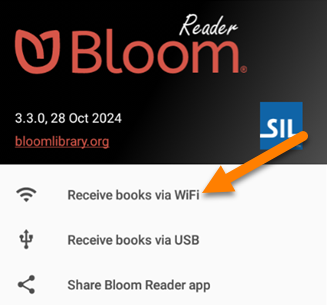 Reader
Bloom®
3.3.0, 28 Oct 2024
SIL
bloomlibrary.org
Receive books via WiFi
Receive books via USB
Share Bloom Reader app